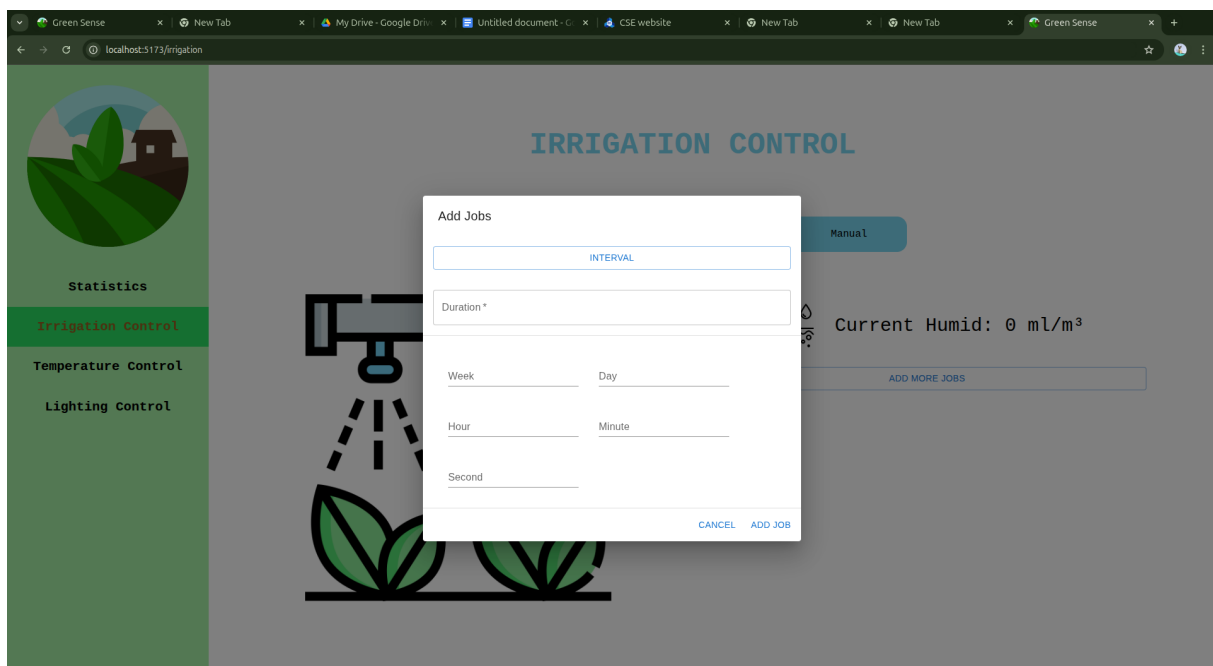 Green Sense
New Tab
My Drive - Google Driv
Untitled document - G
CSE website
New Tab
New Tab
Green Sense
localhost:5173/irrigation
IRRIGATION CONTROL
Statistics
Irrigation Control
Temperature Control
Lighting Control
Manual
Current Humid: 0 ml/m³
ADD MORE JOBS
Add Jobs
INTERVAL
Duration *
Week Day
Hour Minute
Second
CANCEL ADD JOB